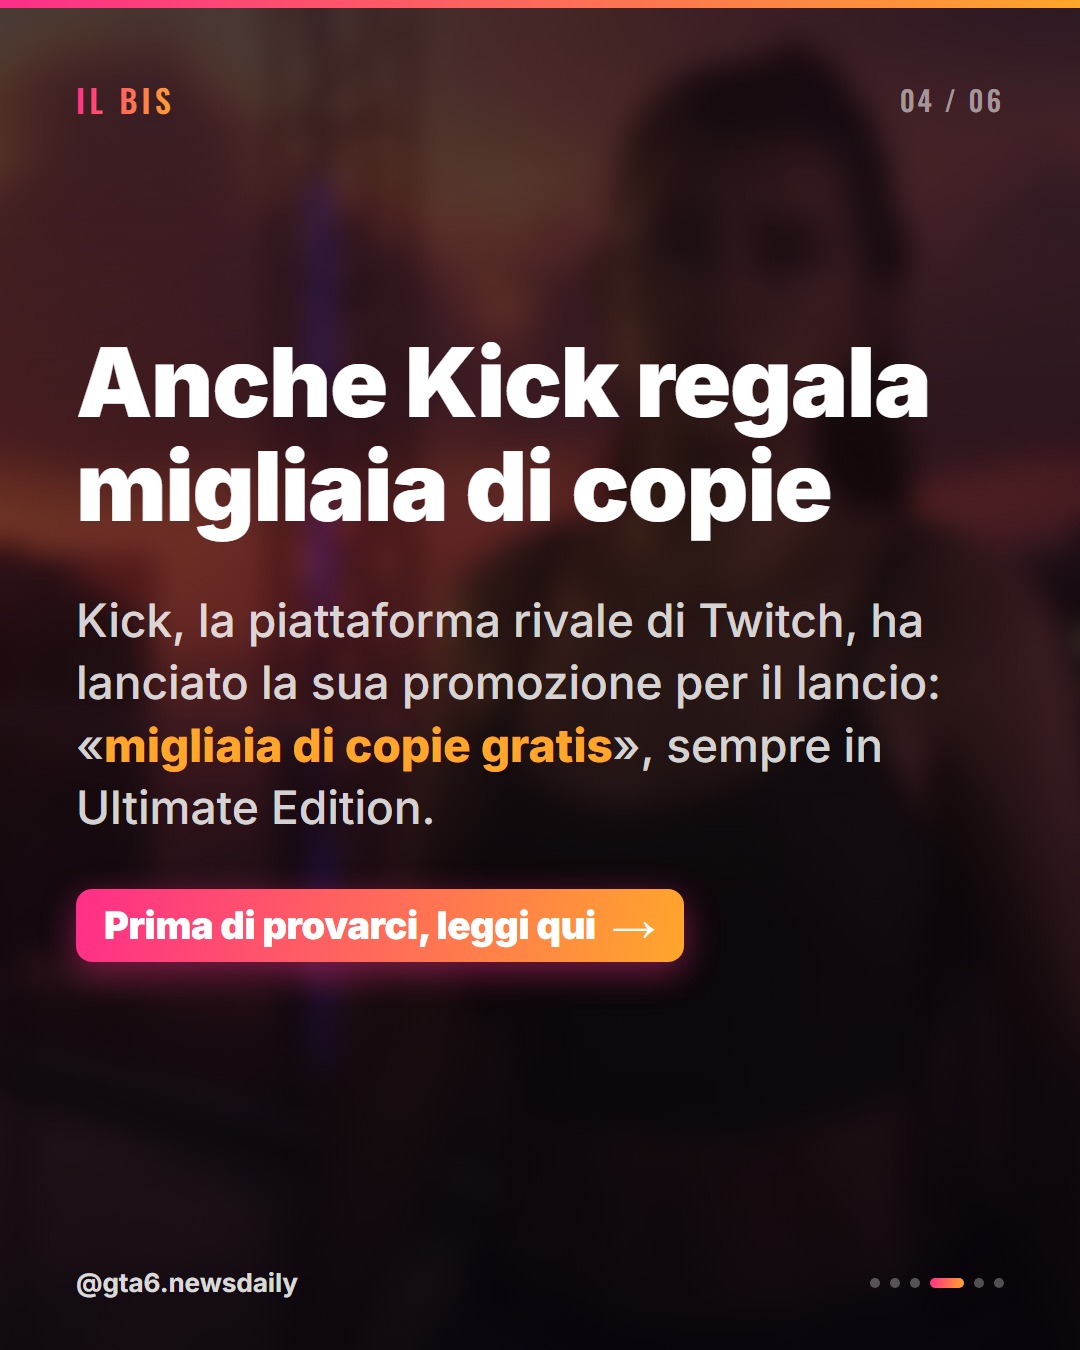 IL BIS
04 / 06
Anche Kick regala
migliaia di copie
Kick, la piattaforma rivale di Twitch, ha
lanciato la sua promozione per il lancio:
«migliaia di copie gratis», sempre in
Ultimate Edition.
Prima di provarci, leggi qui →
@gta6.newsdaily